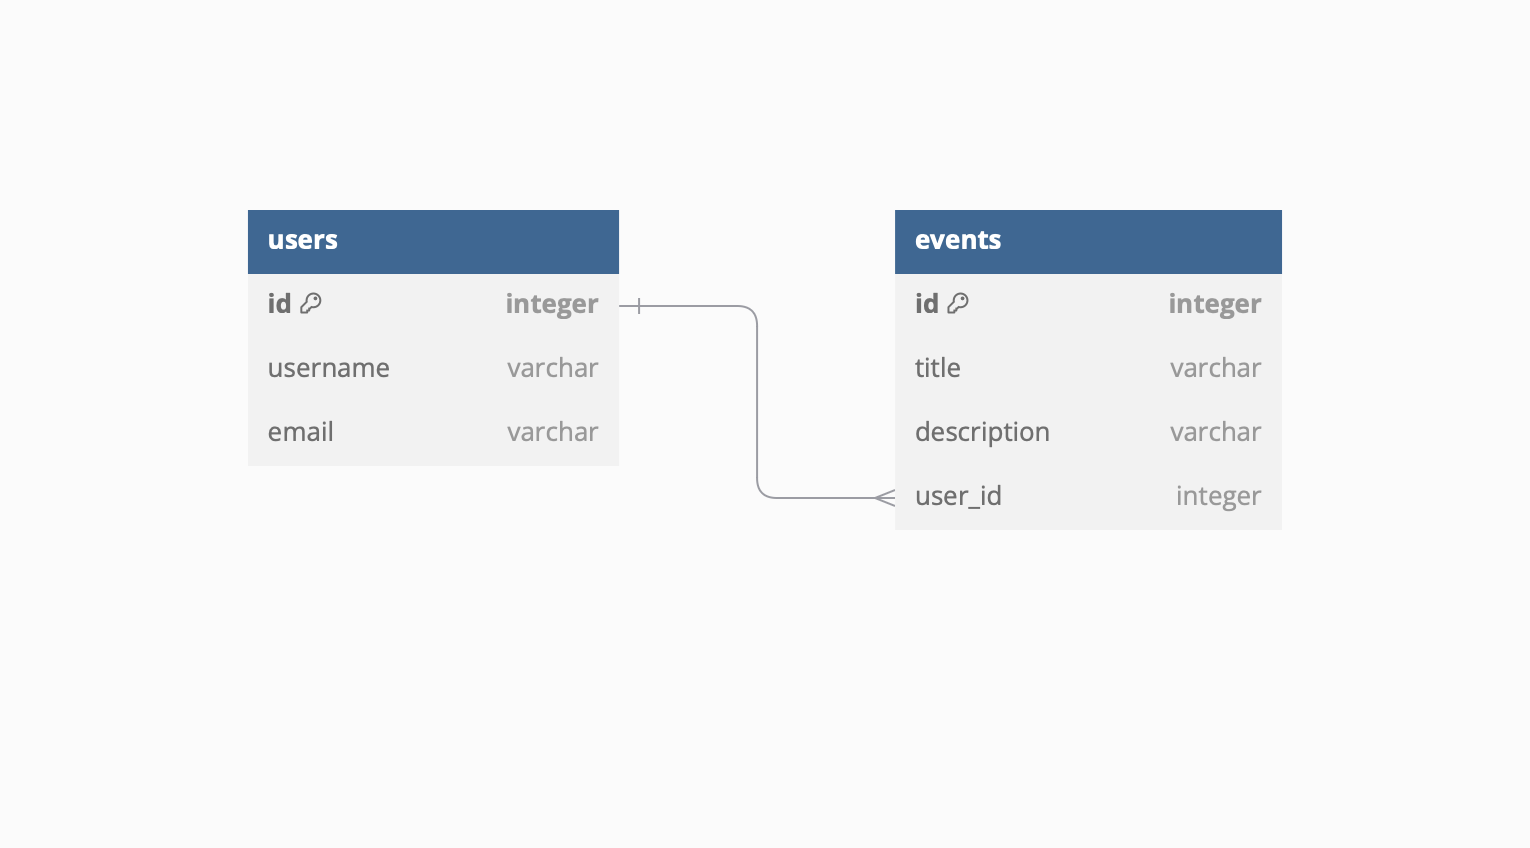 users
id integer
username varchar
email varchar
events
id integer
title varchar
description varchar
user_id integer